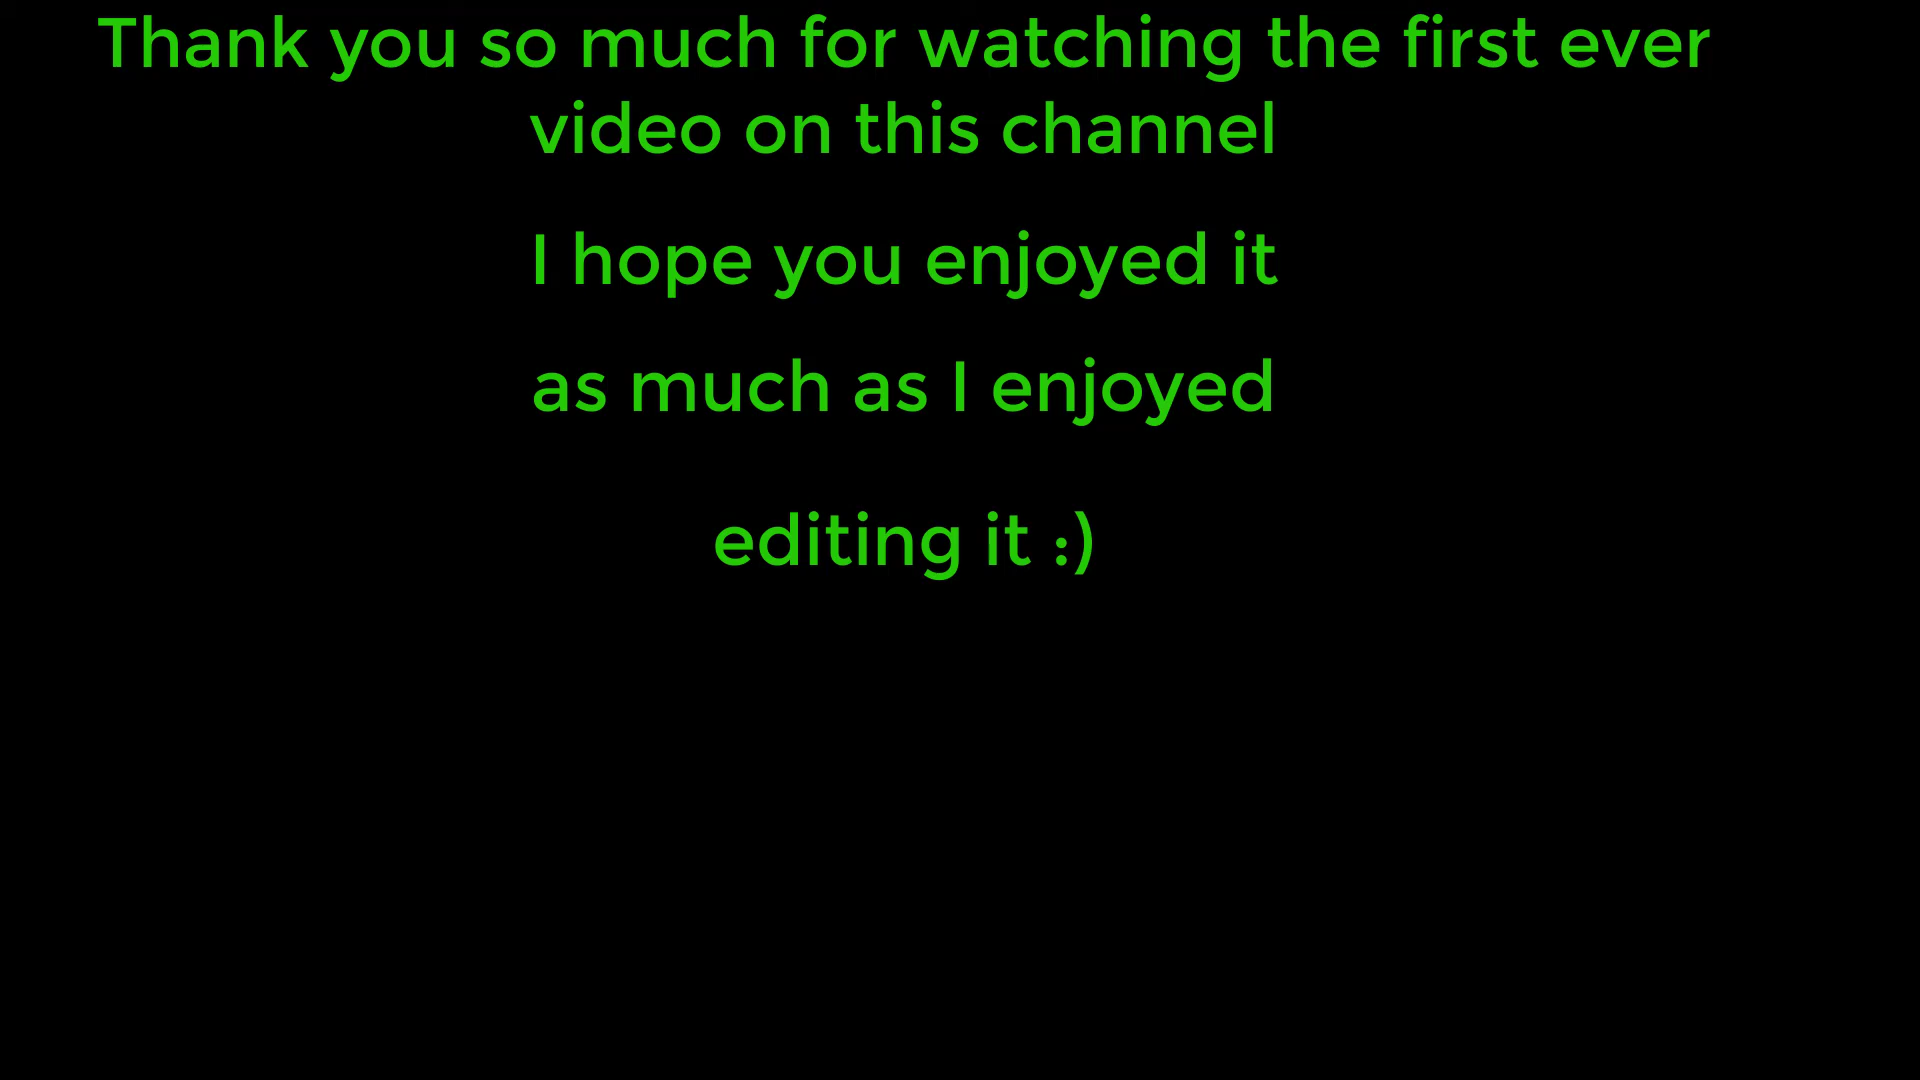 Thank you so much for watching the first ever
video on this channel
I hope you enjoyed it
as much as I enjoyed
editing it :)